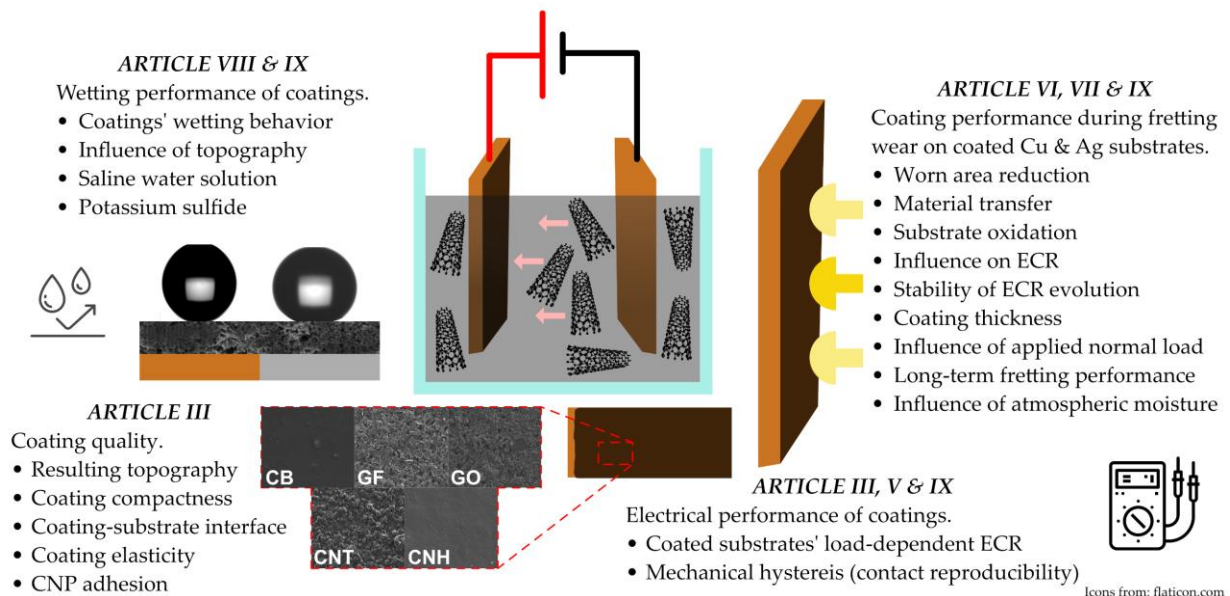 ARTICLE VIII & IX
Wetting performance of coatings.
• Coatings' wetting behavior
• Influence of topography
• Saline water solution
• Potassium sulfide
ARTICLE VI, VII & IX
Coating performance during fretting
wear on coated Cu & Ag substrates.
• Worn area reduction
• Material transfer
• Substrate oxidation
• Influence on ECR
• Stability of ECR evolution
• Coating thickness
• Influence of applied normal load
• Long-term fretting performance
• Influence of atmospheric moisture
ARTICLE III
Coating quality.
• Resulting topography
• Coating compactness
• Coating-substrate interface
• Coating elasticity
• CNP adhesion
CB GF GO
CNT CNH
ARTICLE III, V & IX
Electrical performance of coatings.
• Coated substrates' load-dependent ECR
• Mechanical hystereis (contact reproducibility)
Icons from: flaticon.com